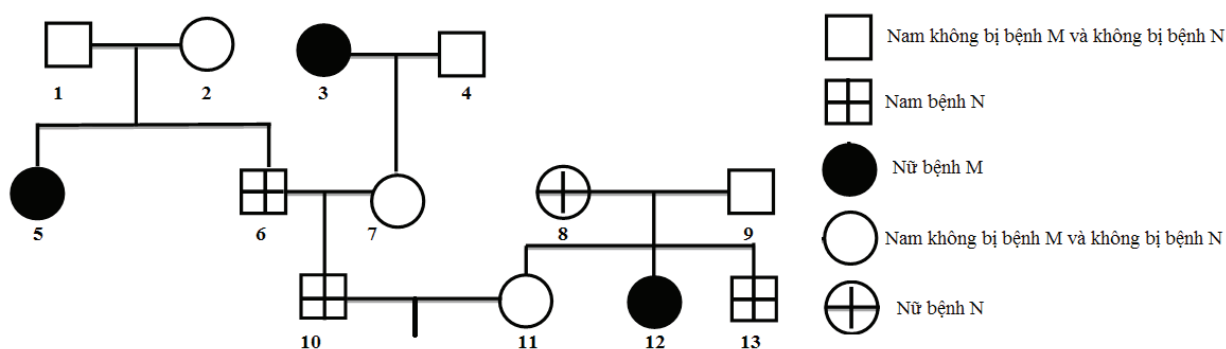 1
2
3
4
Nam không bị bệnh M và không bị bệnh N
Nam bệnh N
Nữ bệnh M
5
6
7
8
9
Nam không bị bệnh M và không bị bệnh N
Nữ bệnh N
10
11
12
13